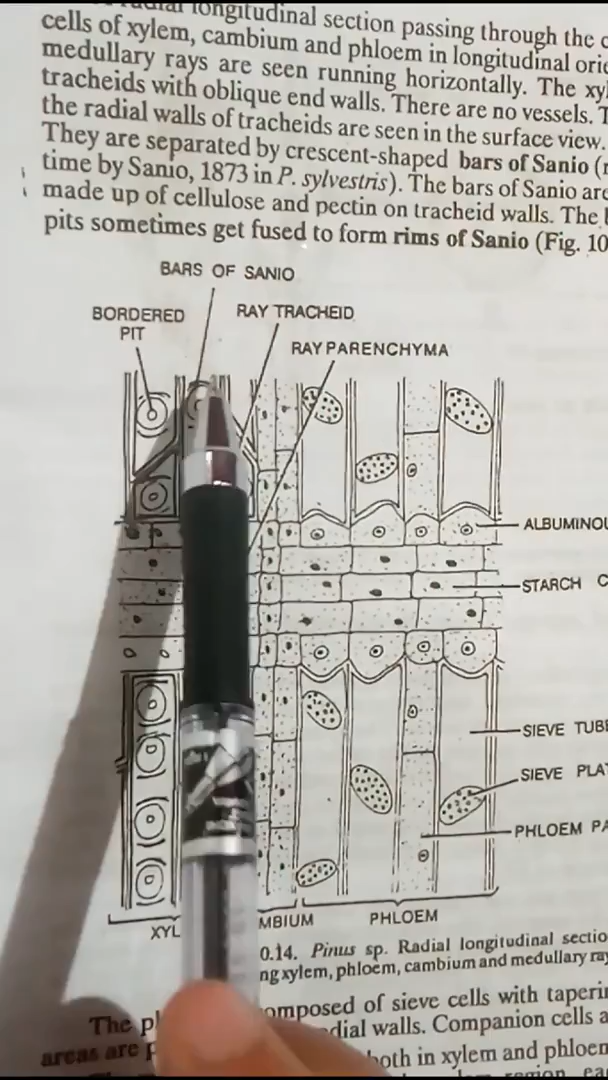 longitudinal section passing through the
cells of xylem, cambium and phloem in longitudinal
medullary rays are seen running horizontally. The
tracheids with oblique end walls. There are no vessels.
the radial walls of tracheids are seen in the surface view.
They are separated by crescent-shaped bars of Sanio
time by Sanio, 1873 in P. sylvestris). The bars of Sanio are
made up of cellulose and pectin on tracheid walls. The
pits sometimes get fused to form rims of Sanio (Fig. 10
BARS OF SANIO
BORDERED
PIT
RAY TRACHEID
RAY PARENCHYMA
ALBUMINOU
STARCH C
SIEVE TUB
SIEVE PLA
PHLOEM PA
XYL
MBIUM
PHLOEM
0.14. Pinus sp. Radial longitudinal sectio
ng xylem, phloem, cambium and medullary ray
The
omposed of sieve cells with
dial walls. Companion cells
areas are
both in xylem and phloem